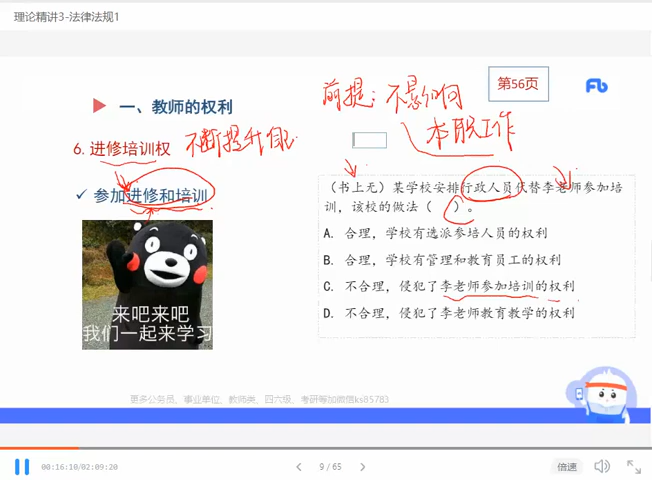 理论精讲3-法律法规1
第56页
前提：不影响
本职工作
一、教师的权利
6. 进修培训权
不断提升自己
参加进修和培训
（书上无）某学校安排行政人员代替李老师参加培
训，该校的做法（ ）。
C
A. 合理，学校有选派参培人员的权利
B. 合理，学校有管理和教育员工的权利
C. 不合理，侵犯了李老师参加培训的权利
D. 不合理，侵犯了李老师教育教学的权利
来吧来吧
我们一起来学习
更多公务员、事业单位、教师类、四六级、考研等加微信ks85783
00:16:10/02:09:20
9 / 65
倍速